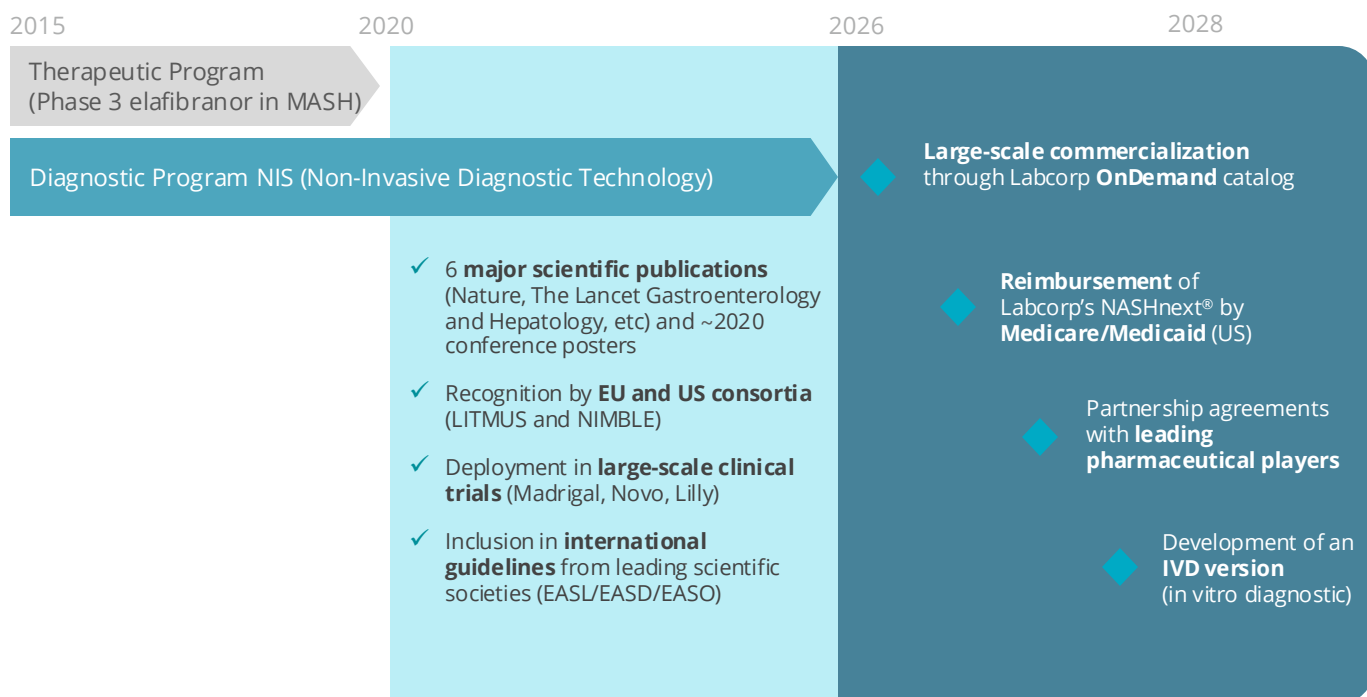 2015
2020
2026
2028
Therapeutic Program
(Phase 3 elafibranor in MASH)
Diagnostic Program NIS (Non-Invasive Diagnostic Technology)
✓ 6 major scientific publications
(Nature, The Lancet Gastroenterology
and Hepatology, etc) and ~2020
conference posters
✓ Recognition by EU and US consortia
(LITMUS and NIMBLE)
✓ Deployment in large-scale clinical
trials (Madrigal, Novo, Lilly)
✓ Inclusion in international
guidelines from leading scientific
societies (EASL/EASD/EASO)
Large-scale commercialization
through Labcorp OnDemand catalog
Reimbursement of
Labcorp’s NASHnext® by
Medicare/Medicaid (US)
Partnership agreements
with leading
pharmaceutical players
Development of an
IVD version
(in vitro diagnostic)